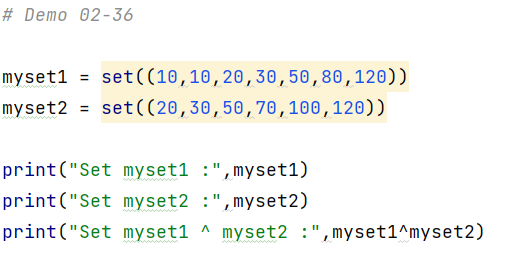 # Demo 02-36
myset1 = set((10,10,20,30,50,80,120))
myset2 = set((20,30,50,70,100,120))
print("Set myset1 :",myset1)
print("Set myset2 :",myset2)
print("Set myset1 ^ myset2 :",myset1^myset2)